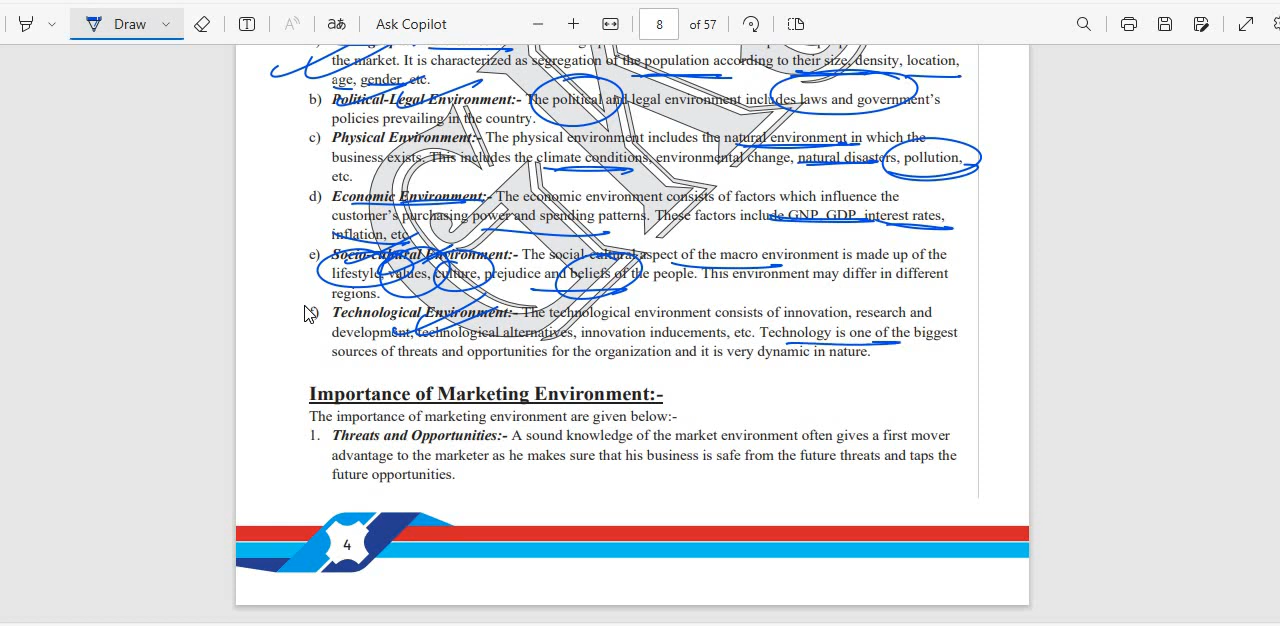 Draw
Ask Copilot
8 of 57
the market. It is characterized as segregation of the population according to their size, density, location,
age, gender, etc.
b) Political-Legal Environment:- The political and legal environment includes laws and government's
policies prevailing in the country.
c) Physical Environment:- The physical environment includes the natural environment in which the
business exists. This includes the climate conditions, environmental change, natural disasters, pollution,
etc.
d) Economic Environment:- The economic environment consists of factors which influence the
customer's purchasing power and spending patterns. These factors include GNP, GDP, interest rates,
inflation, etc.
e) Socio-cultural Environment:- The social-cultural aspect of the macro environment is made up of the
lifestyle, values, culture, prejudice and beliefs of the people. This environment may differ in different
regions.
Technological Environment:- The technological environment consists of innovation, research and
development, technological alternatives, innovation inducements, etc. Technology is one of the biggest
sources of threats and opportunities for the organization and it is very dynamic in nature.
Importance of Marketing Environment:-
The importance of marketing environment are given below:-
1. Threats and Opportunities:- A sound knowledge of the market environment often gives a first mover
advantage to the marketer as he makes sure that his business is safe from the future threats and taps the
future opportunities.
4